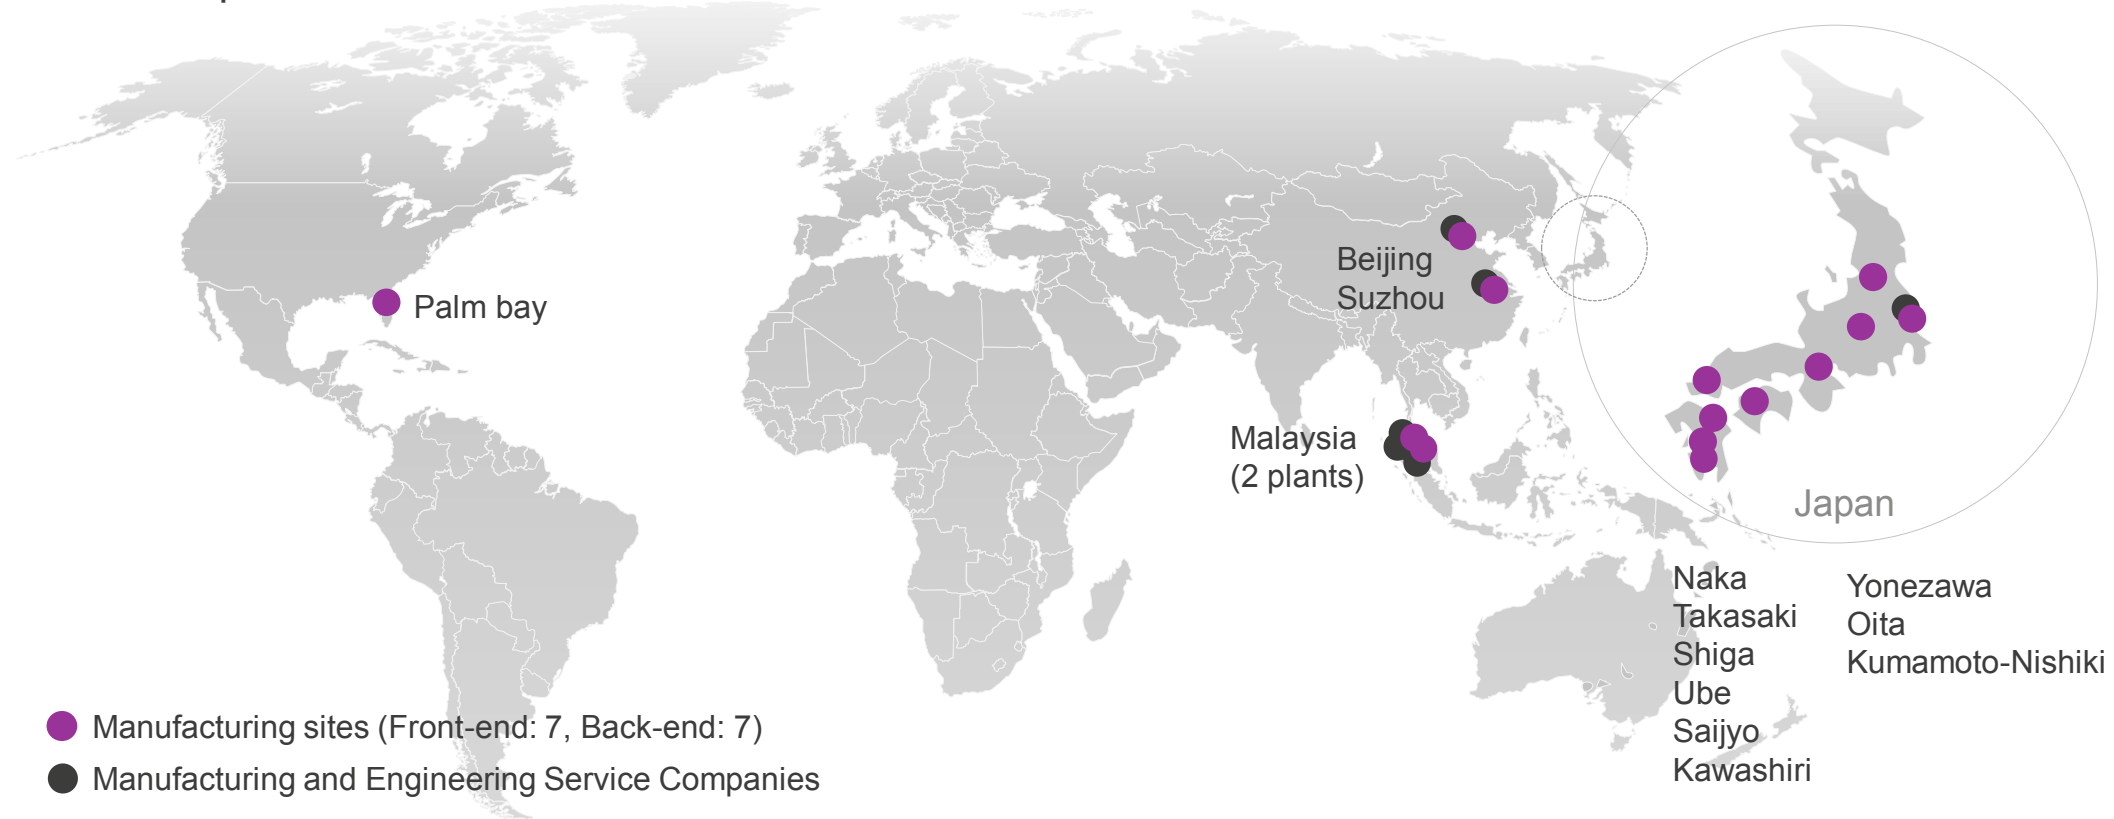 Palm bay
Beijing
Suzhou
Malaysia
(2 plants)
Japan
Naka
Takasaki
Shiga
Ube
Saijyo
Kawashiri
Yonezawa
Oita
Kumamoto-Nishiki
Manufacturing sites (Front-end: 7, Back-end: 7)
Manufacturing and Engineering Service Companies